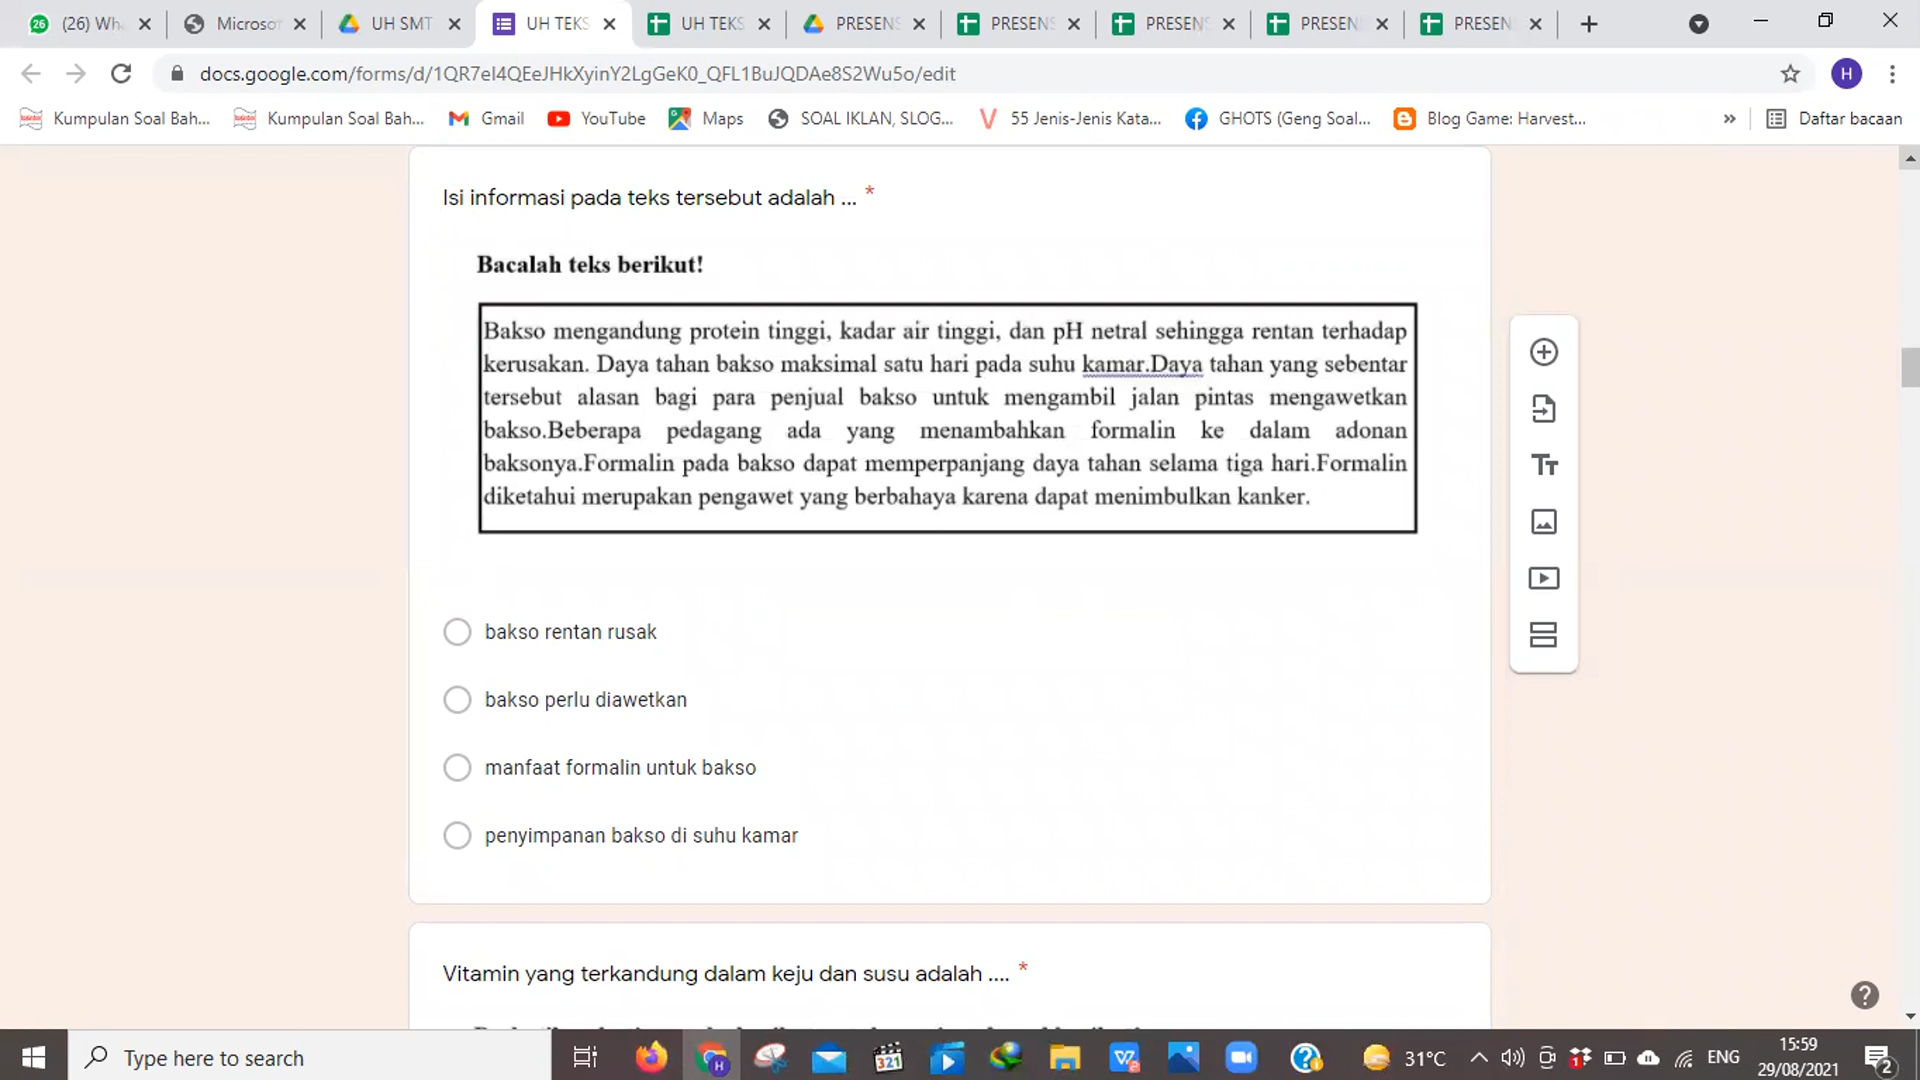 (26) Wh
Microsof
UH SMT
UH TEKS
UH TEKS
PRESENS
PRESENS
PRESENS
PRESEN
PRESEN
docs.google.com/forms/d/1QR7el4QEeJHkXyinY2LgGeK0_QFL1BuJQDAe8S2Wu5o/edit
H
Kumpulan Soal Bah...
Kumpulan Soal Bah...
Gmail
YouTube
Maps
SOAL IKLAN, SLOG...
55 Jenis-Jenis Kata...
GHOTS (Geng Soal...
Blog Game: Harvest...
»
Daftar bacaan
Isi informasi pada teks tersebut adalah ... *
Bacalah teks berikut!
Bakso mengandung protein tinggi, kadar air tinggi, dan pH netral sehingga rentan terhadap
kerusakan. Daya tahan bakso maksimal satu hari pada suhu kamar.Daya tahan yang sebentar
tersebut alasan bagi para penjual bakso untuk mengambil jalan pintas mengawetkan
bakso.Beberapa pedagang ada yang menambahkan formalin ke dalam adonan
baksonya.Formalin pada bakso dapat memperpanjang daya tahan selama tiga hari.Formalin
diketahui merupakan pengawet yang berbahaya karena dapat menimbulkan kanker.
bakso rentan rusak
bakso perlu diawetkan
manfaat formalin untuk bakso
penyimpanan bakso di suhu kamar
Vitamin yang terkandung dalam keju dan susu adalah .... *
Type here to search
31°C
ENG
15:59
29/08/2021
2